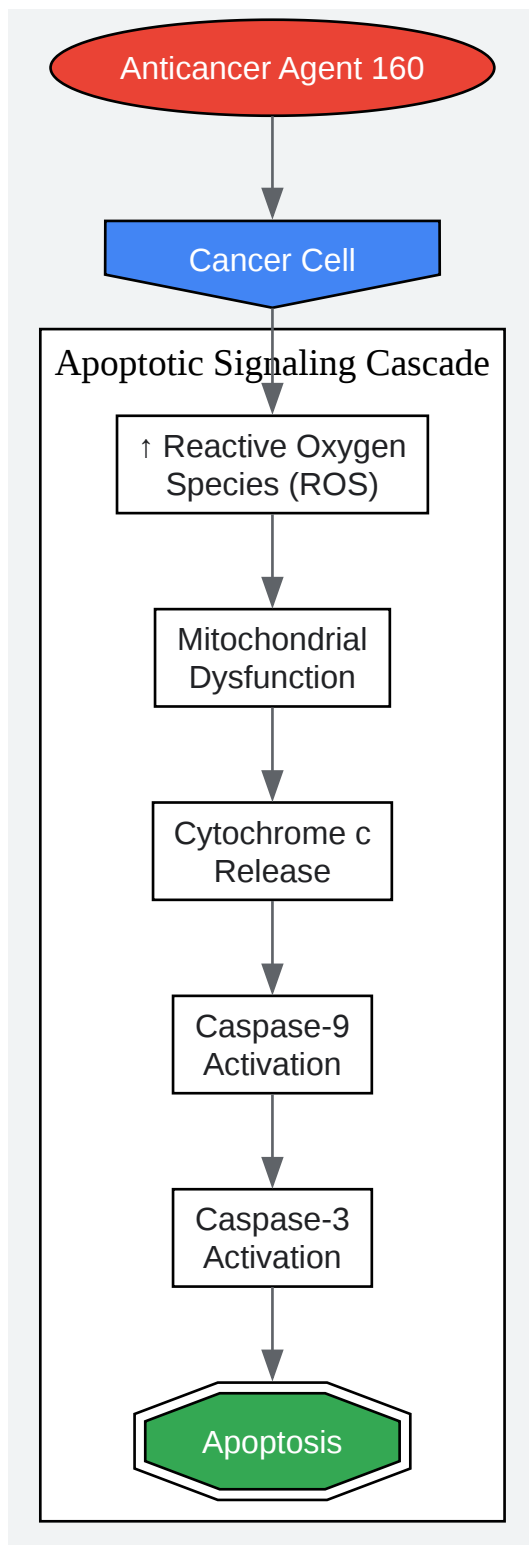 Anticancer Agent 160
Cancer Cell
Apoptotic Signaling Cascade
↑ Reactive Oxygen
Species (ROS)
Mitochondrial
Dysfunction
Cytochrome c
Release
Caspase-9
Activation
Caspase-3
Activation
Apoptosis